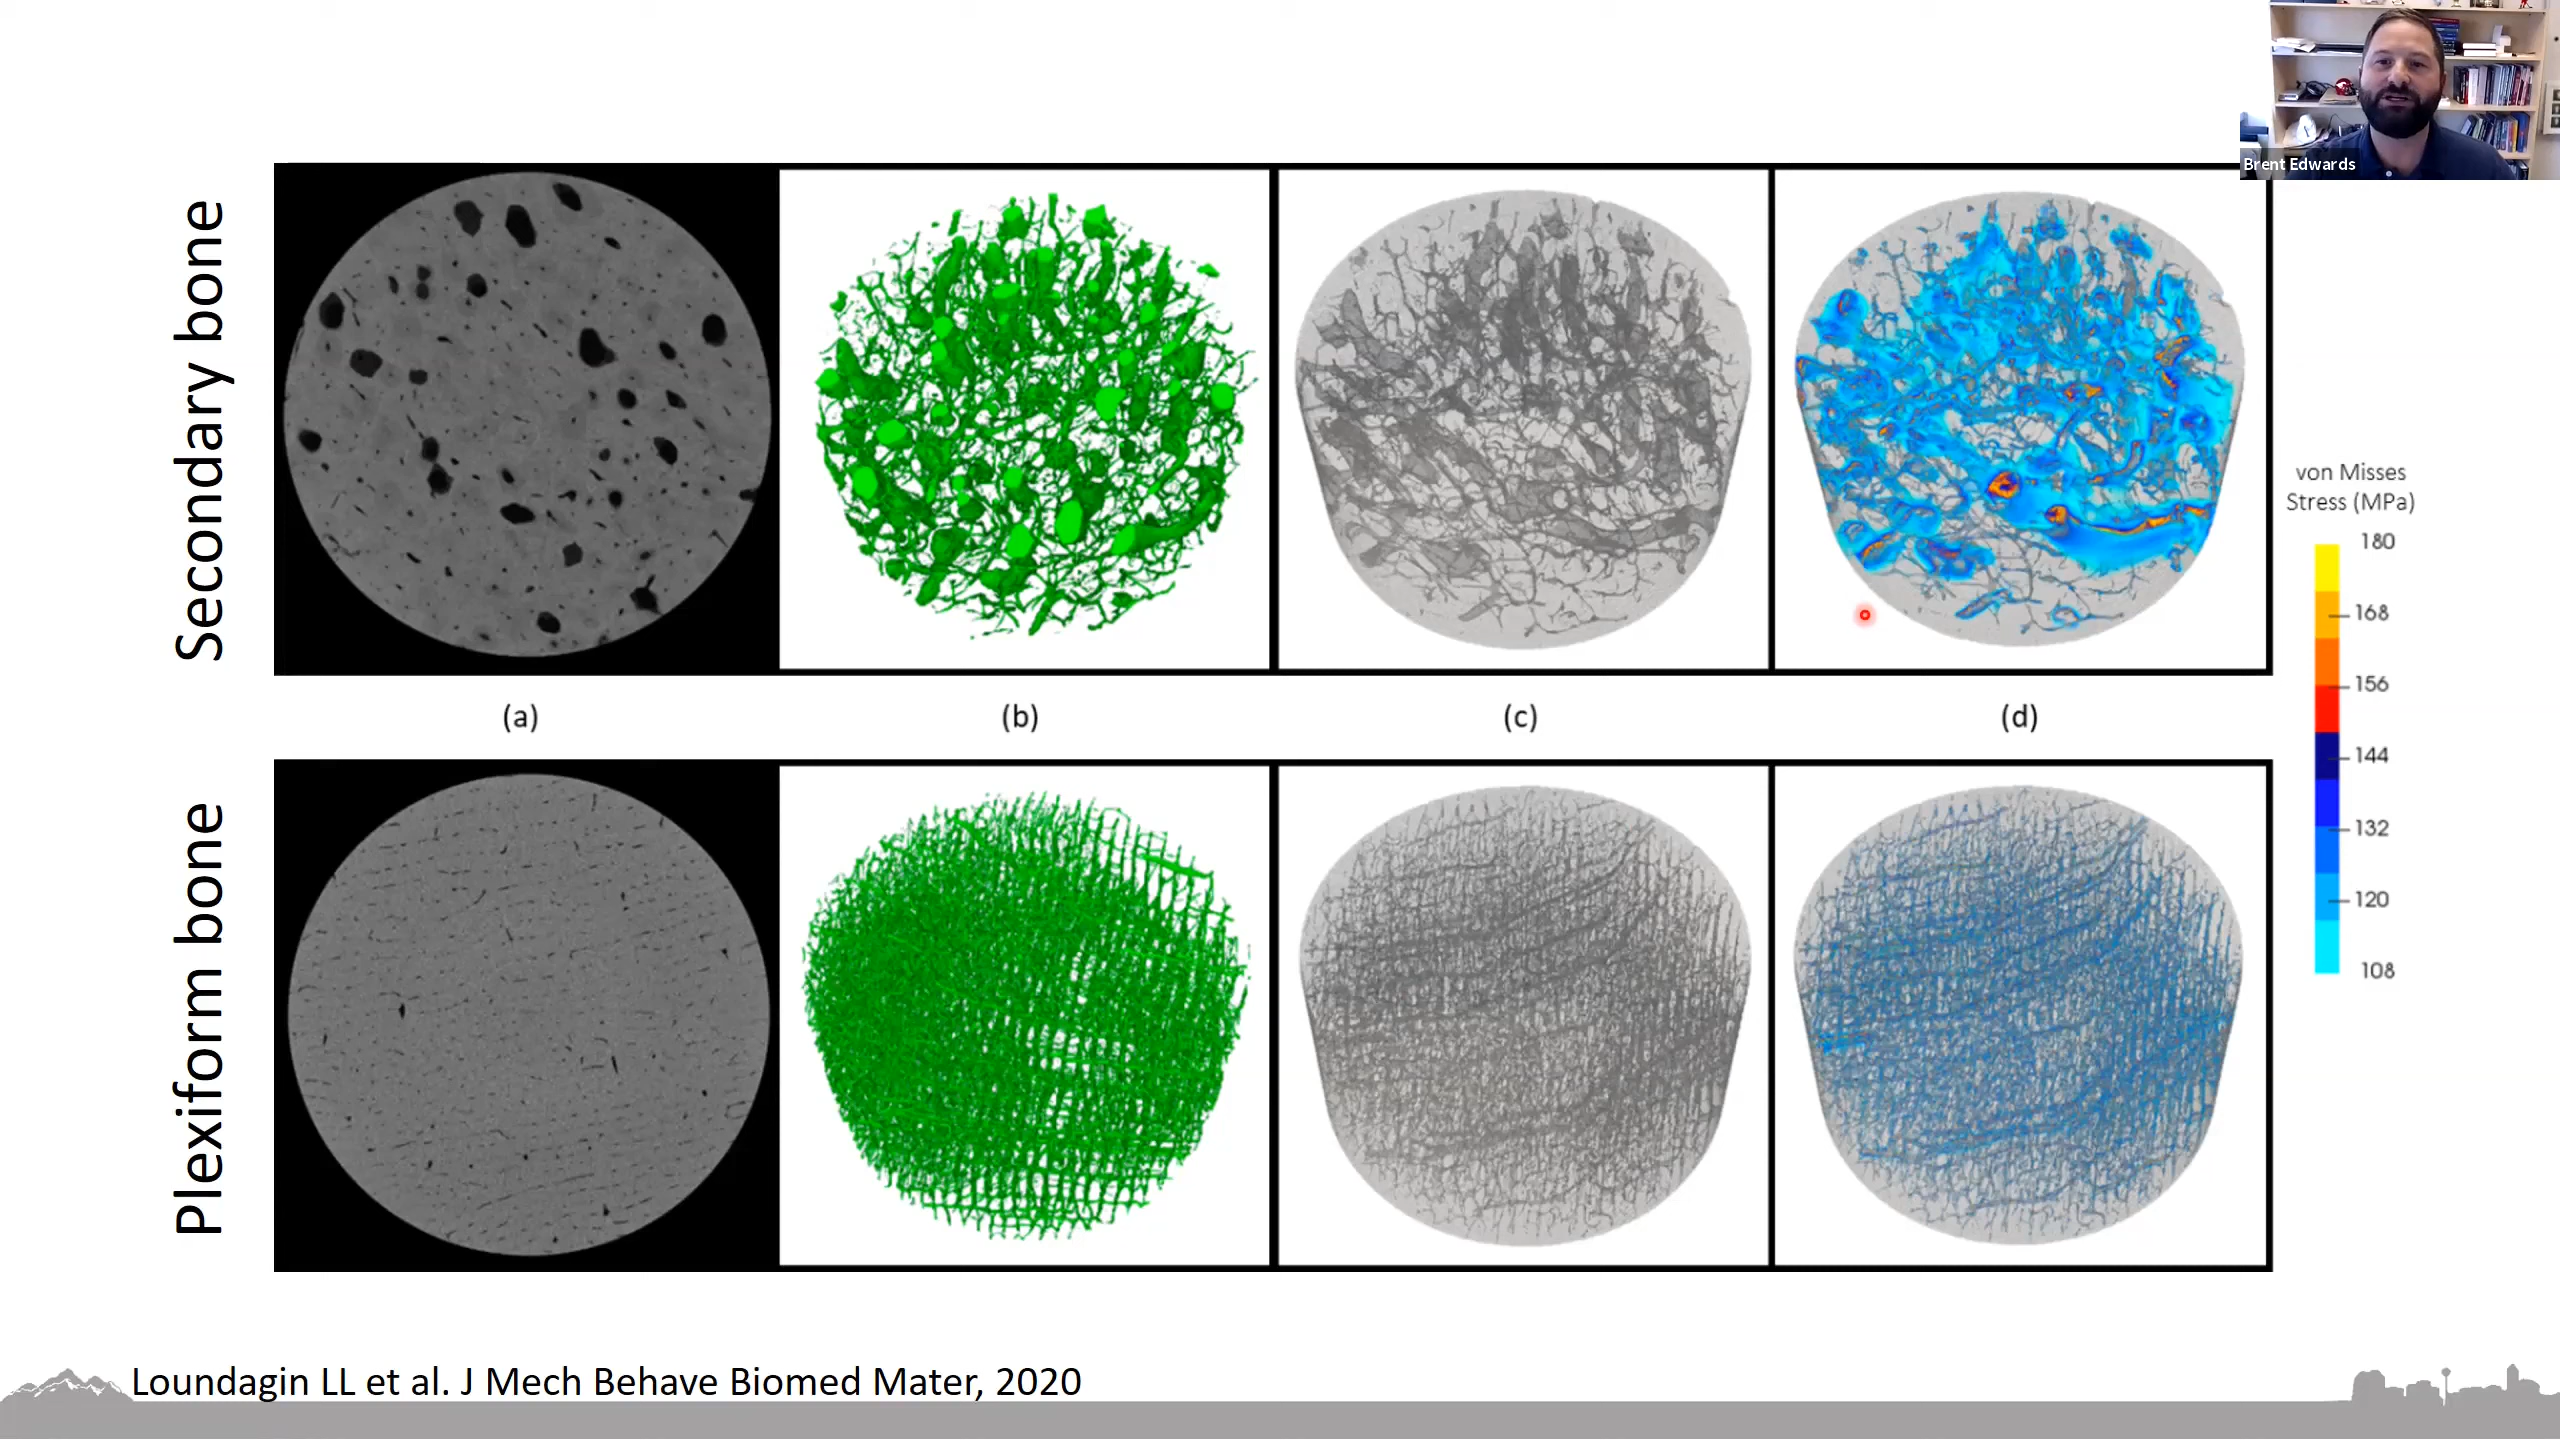 Brent Edwards
Secondary bone
(a)
(b)
(c)
(d)
Plexiform bone
von Misses
Stress (MPa)
180
168
156
144
132
120
108
Loundagin LL et al. J Mech Behave Biomed Mater, 2020